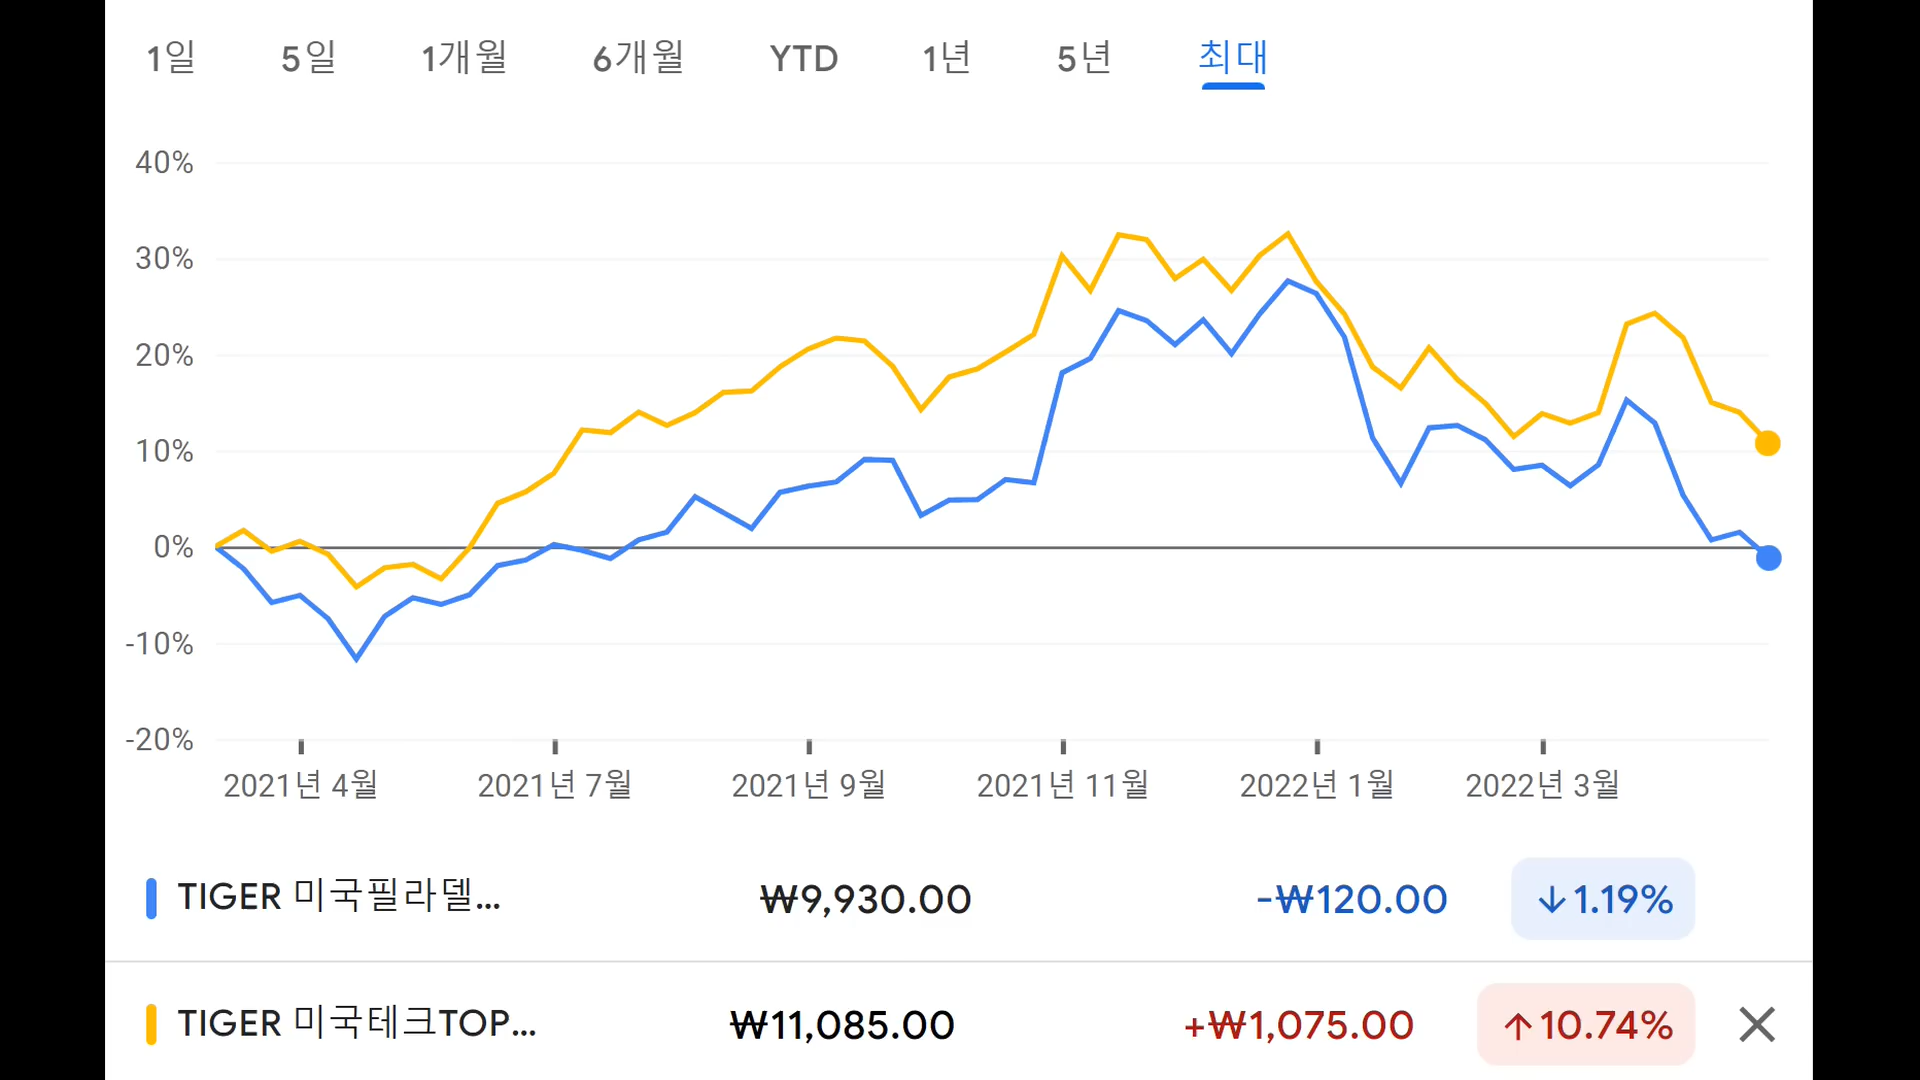 1일 5일 1개월 6개월 YTD 1년 5년 최대
40%
30%
20%
10%
0%
-10%
-20%
2021년 4월 2021년 7월 2021년 9월 2021년 11월 2022년 1월 2022년 3월
TIGER 미국필라델... ₩9,930.00 -₩120.00 ↓1.19%
TIGER 미국테크TOP... ₩11,085.00 +₩1,075.00 ↑10.74%